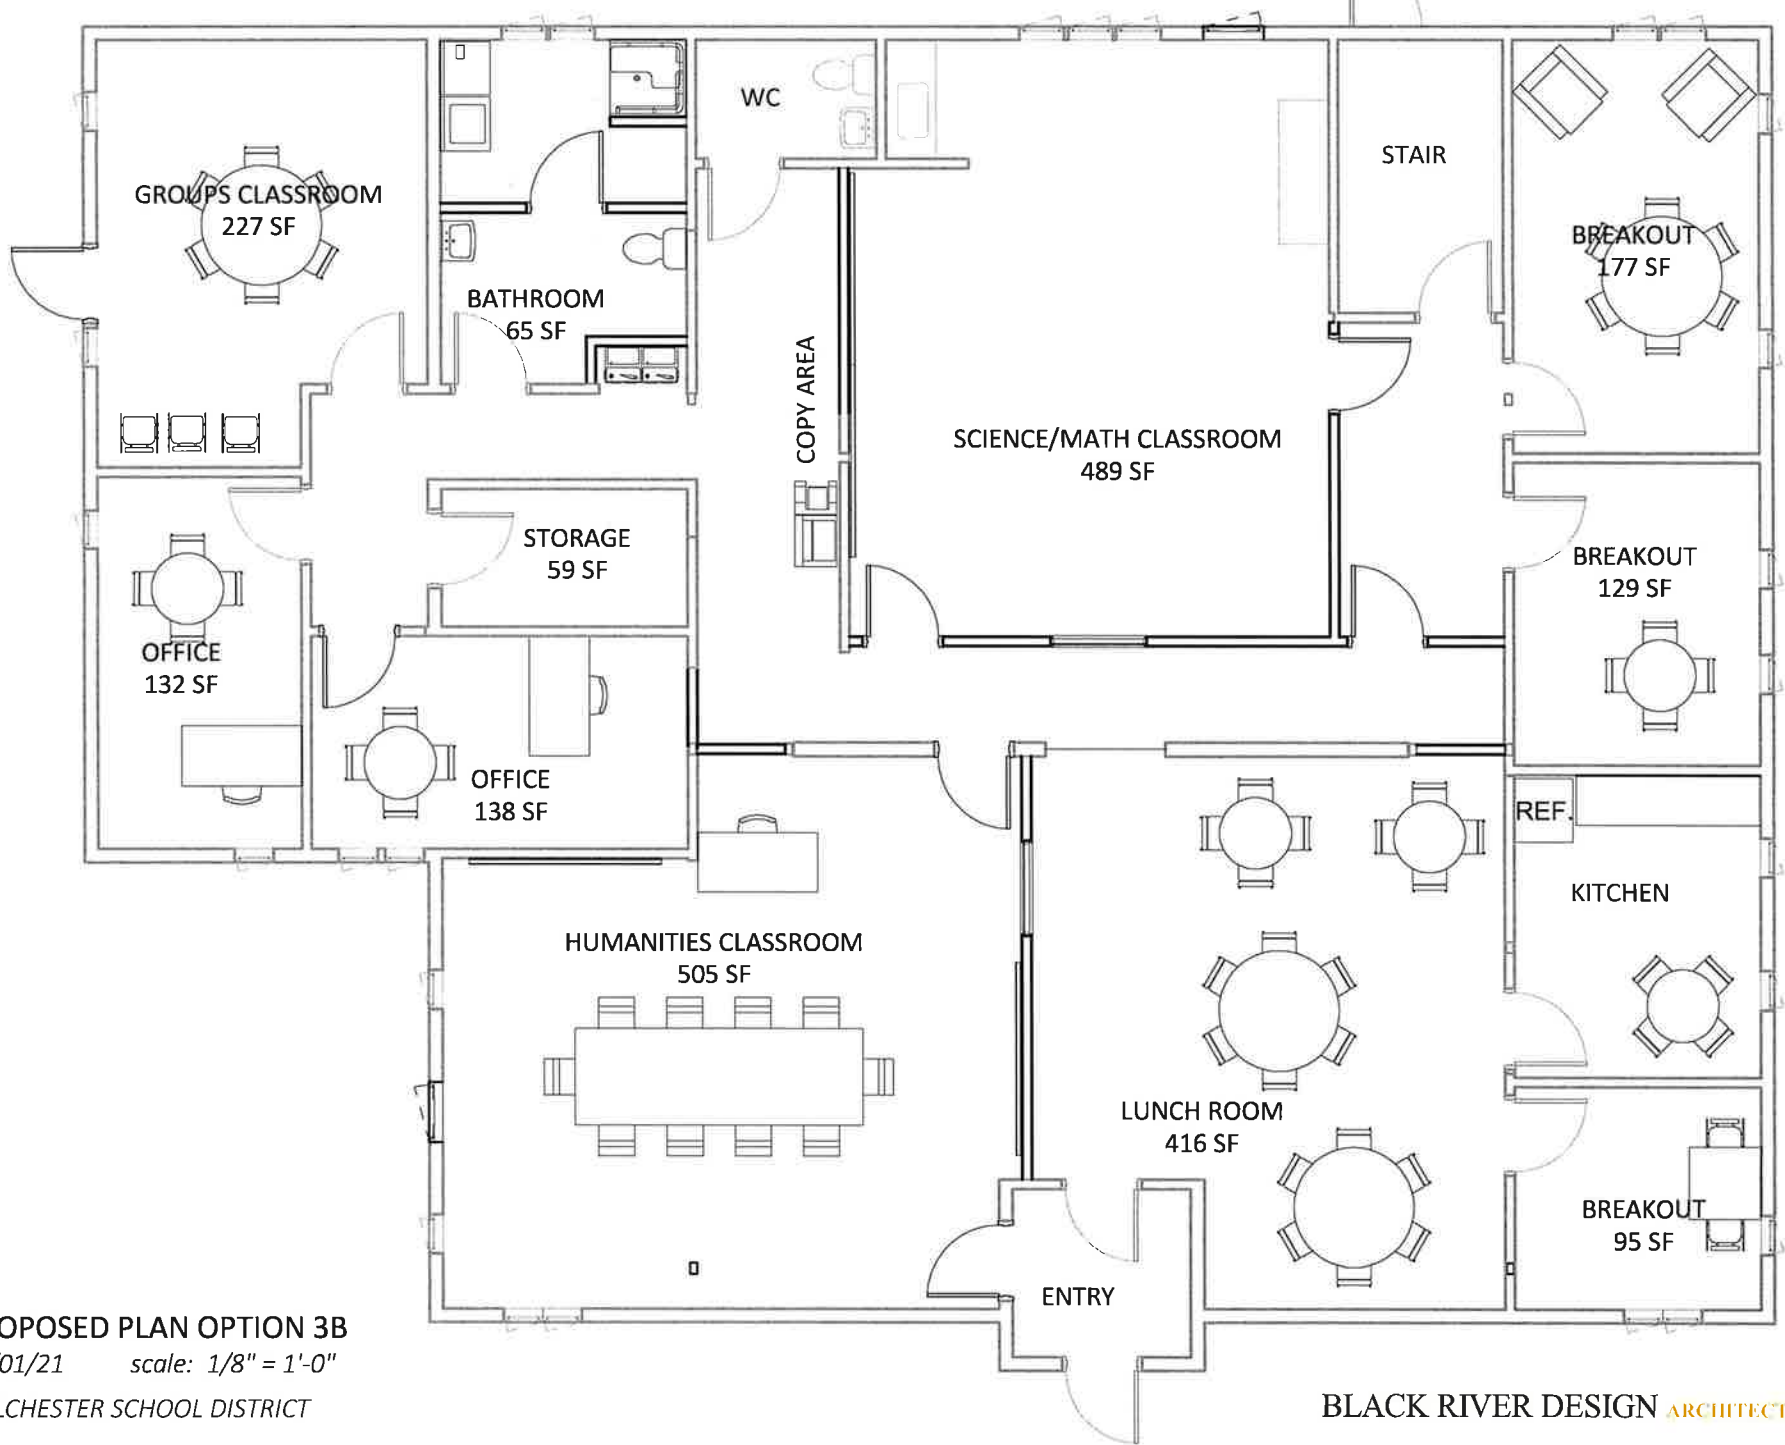 WC
STAIR
GROUPS CLASSROOM
227 SF
BREAKOUT
177 SF
BATHROOM
65 SF
COPY AREA
SCIENCE/MATH CLASSROOM
489 SF
STORAGE
59 SF
BREAKOUT
129 SF
OFFICE
132 SF
OFFICE
138 SF
REF.
KITCHEN
HUMANITIES CLASSROOM
505 SF
LUNCH ROOM
416 SF
BREAKOUT
95 SF
ENTRY
OPOSED PLAN OPTION 3B
/01/21 scale: 1/8" = 1'-0"
LCHESTER SCHOOL DISTRICT
BLACK RIVER DESIGN ARCHITECT